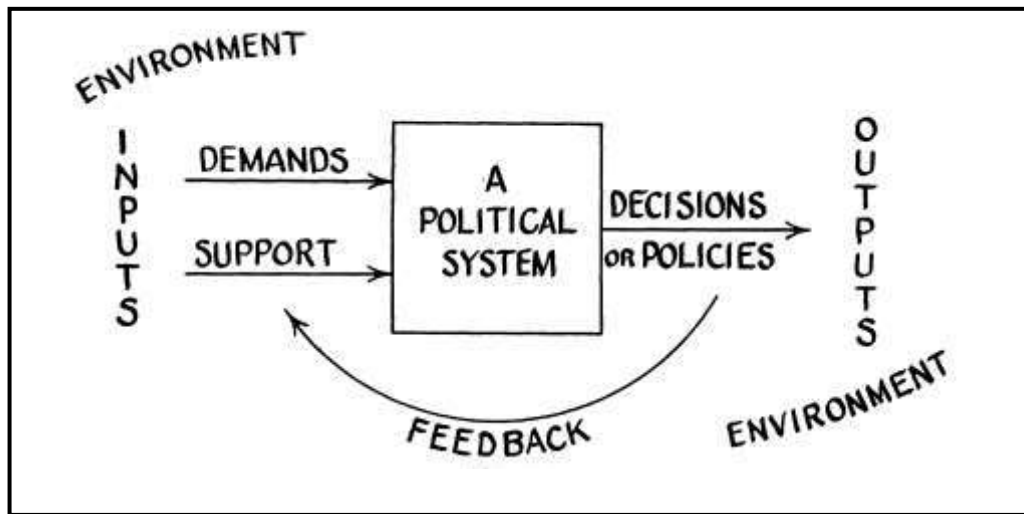 ENVIRONMENT
INPUTS
DEMANDS
SUPPORT
A
POLITICAL
SYSTEM
DECISIONS
OR POLICIES
OUTPUTS
FEEDBACK
ENVIRONMENT